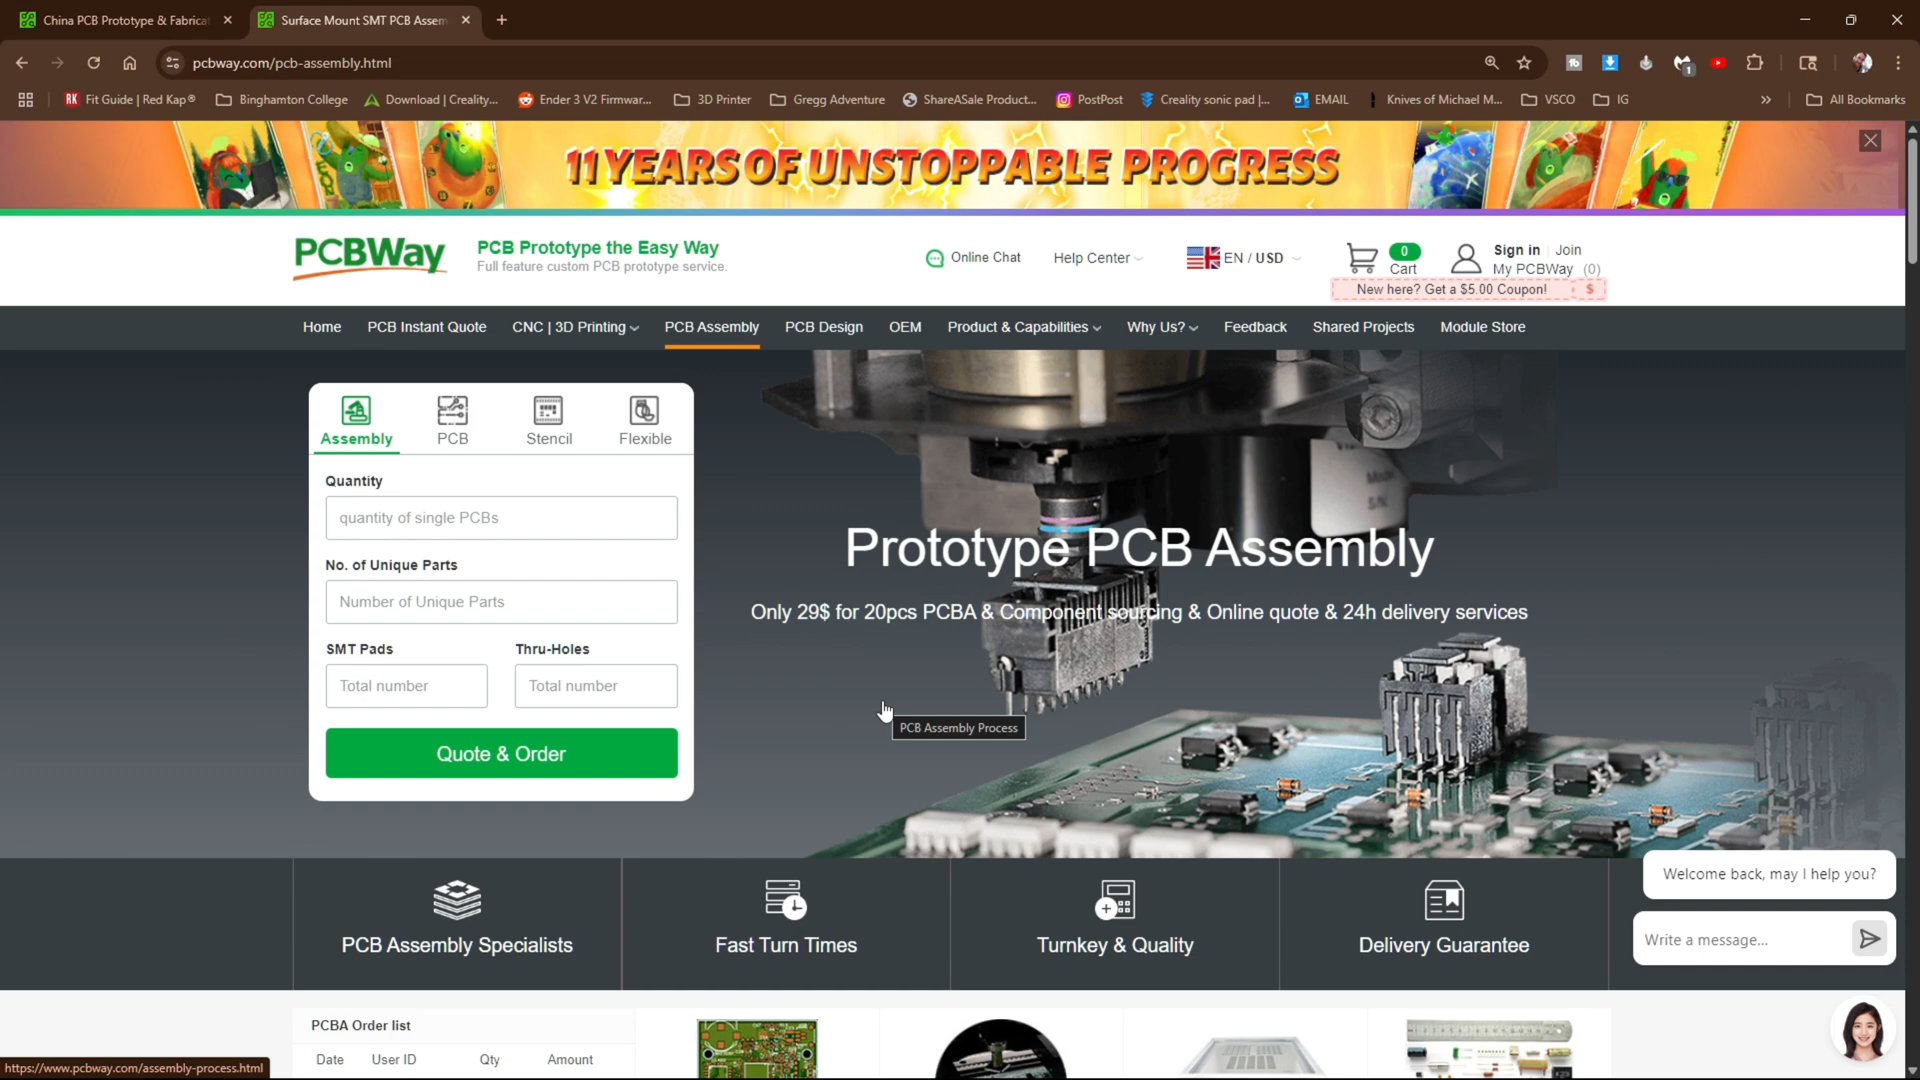 China PCB Prototype & Fabricat
Surface Mount SMT PCB Assem
pcbway.com/pcb-assembly.html
1
RK Fit Guide | Red Kap®
Binghamton College
Download | Creality...
Ender 3 V2 Firmwar...
3D Printer
Gregg Adventure
ShareASale Product...
PostPost
Creality sonic pad |...
EMAIL
Knives of Michael M...
VSCO
IG
»
All Bookmarks
11 YEARS OF UNSTOPPABLE PROGRESS
PCBWay
PCB Prototype the Easy Way
Full feature custom PCB prototype service.
Online Chat
Help Center
EN / USD
0
Cart
Sign in | Join
My PCBWay (0)
New here? Get a $5.00 Coupon! $
Home
PCB Instant Quote
CNC | 3D Printing
PCB Assembly
PCB Design
OEM
Product & Capabilities
Why Us?
Feedback
Shared Projects
Module Store
Assembly
PCB
Stencil
Flexible
Quantity
quantity of single PCBs
No. of Unique Parts
Number of Unique Parts
SMT Pads
Thru-Holes
Total number
Total number
Quote & Order
Prototype PCB Assembly
Only 29$ for 20pcs PCBA & Component sourcing & Online quote & 24h delivery services
PCB Assembly Process
PCB Assembly Specialists
Fast Turn Times
Turnkey & Quality
Delivery Guarantee
Welcome back, may I help you?
Write a message...
PCBA Order list
Date
User ID
Qty
Amount
https://www.pcbway.com/assembly-process.html